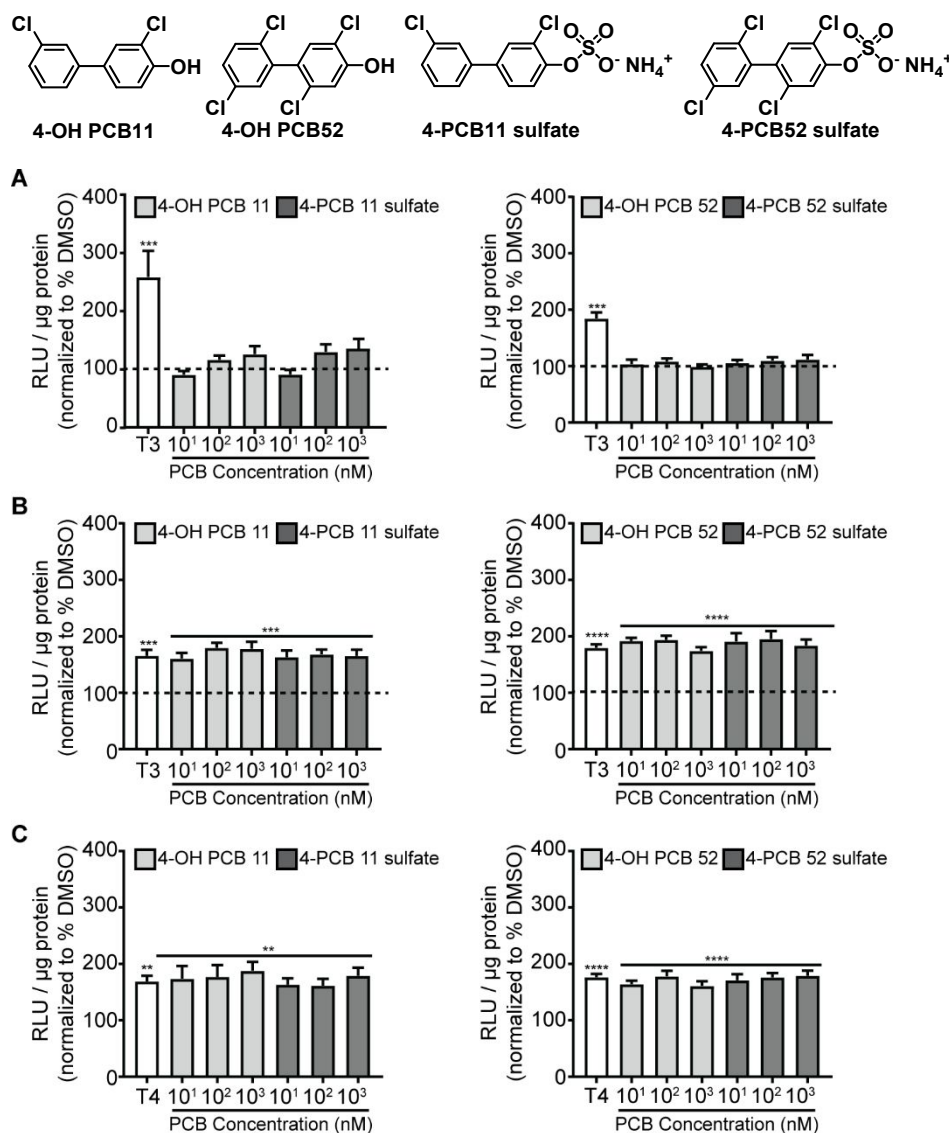 Cl Cl OH
4-OH PCB11
Cl Cl Cl Cl OH
4-OH PCB52
Cl Cl O S O O O⁻ NH₄⁺
4-PCB11 sulfate
Cl Cl Cl Cl O S O O O⁻ NH₄⁺
4-PCB52 sulfate
A
RLU / µg protein
(normalized to % DMSO)
400
300
200
100
0
4-OH PCB 11 4-PCB 11 sulfate
***
T3 10¹ 10² 10³ 10¹ 10² 10³
PCB Concentration (nM)
RLU / µg protein
(normalized to % DMSO)
400
300
200
100
0
4-OH PCB 52 4-PCB 52 sulfate
***
T3 10¹ 10² 10³ 10¹ 10² 10³
PCB Concentration (nM)
B
RLU / µg protein
(normalized to % DMSO)
400
300
200
100
0
4-OH PCB 11 4-PCB 11 sulfate
*** ***
T3 10¹ 10² 10³ 10¹ 10² 10³
PCB Concentration (nM)
RLU / µg protein
(normalized to % DMSO)
400
300
200
100
0
4-OH PCB 52 4-PCB 52 sulfate
**** ****
T3 10¹ 10² 10³ 10¹ 10² 10³
PCB Concentration (nM)
C
RLU / µg protein
(normalized to % DMSO)
400
300
200
100
0
4-OH PCB 11 4-PCB 11 sulfate
** **
T4 10¹ 10² 10³ 10¹ 10² 10³
PCB Concentration (nM)
RLU / µg protein
(normalized to % DMSO)
400
300
200
100
0
4-OH PCB 52 4-PCB 52 sulfate
**** ****
T4 10¹ 10² 10³ 10¹ 10² 10³
PCB Concentration (nM)